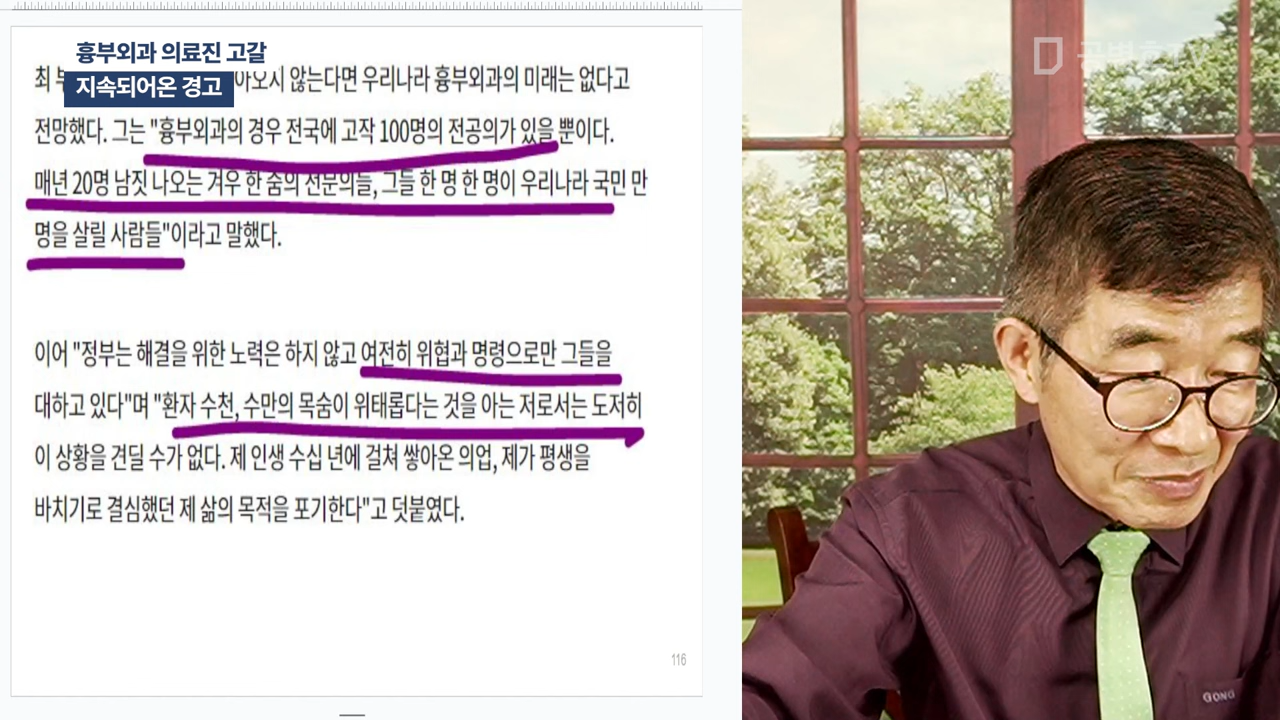 흉부외과 의료진 고갈
지속되어온 경고
최 아오시 않는다면 우리나라 흉부외과의 미래는 없다고
전망했다. 그는 "흉부외과의 경우 전국에 고작 100명의 전공의가 있을 뿐이다.
매년 20명 남짓 나오는 겨우 한 줌의 전문의들, 그들 한 명 한 명이 우리나라 국민 만
명을 살릴 사람들"이라고 말했다.
이어 "정부는 해결을 위한 노력은 하지 않고 여전히 위협과 명령으로만 그들을
대하고 있다"며 "환자 수천, 수만의 목숨이 위태롭다는 것을 아는 저로서는 도저히
이 상황을 견딜 수가 없다. 제 인생 수십 년에 걸쳐 쌓아온 의업, 제가 평생을
바치기로 결심했던 제 삶의 목적을 포기한다"고 덧붙였다.
116
공병호TV
GONG